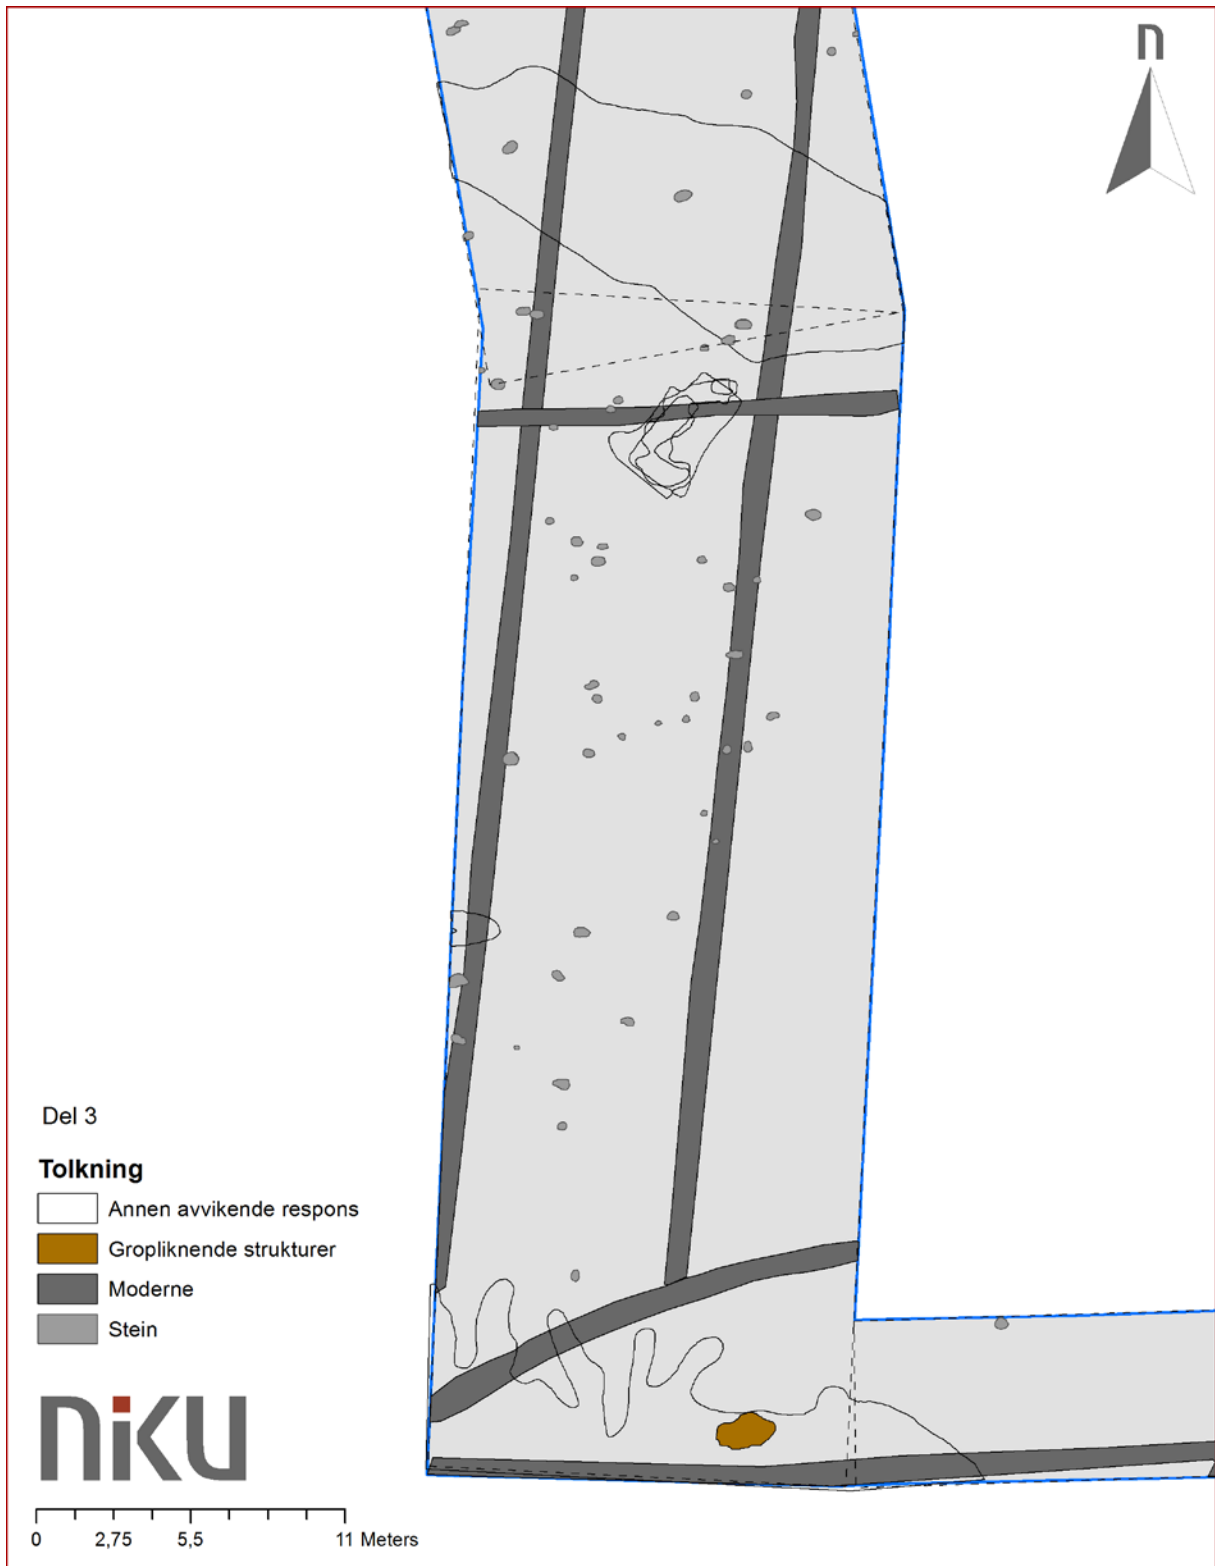 n
Del 3
Tolkning
Annen avvikende respons
Gropliknende strukturer
Moderne
Stein
niku
0 2,75 5,5 11 Meters